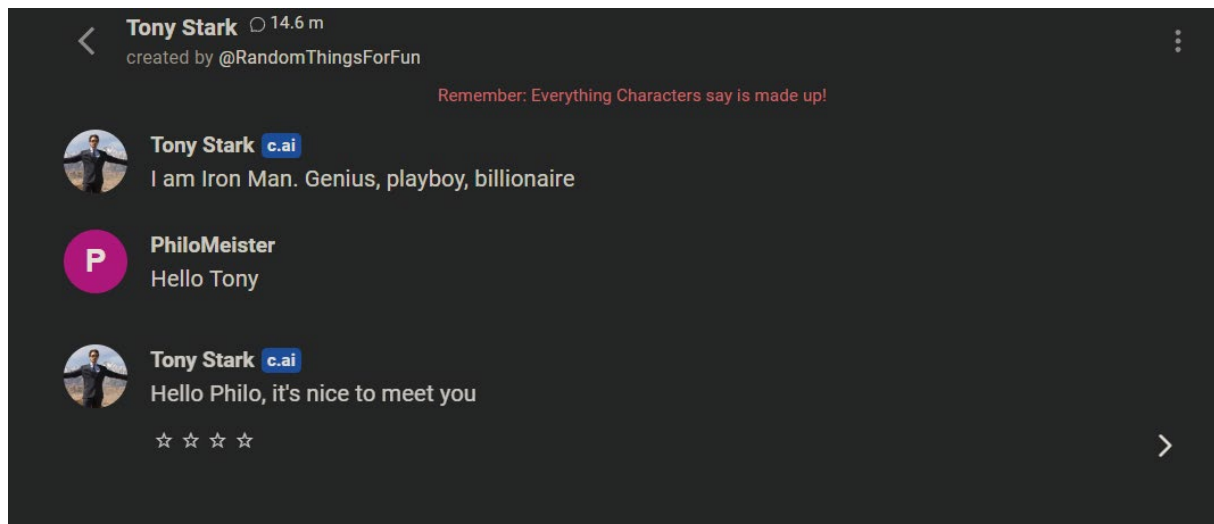 Tony Stark 14.6 m
created by @RandomThingsForFun
Remember: Everything Characters say is made up!
Tony Stark c.ai
I am Iron Man. Genius, playboy, billionaire
P
PhiloMeister
Hello Tony
Tony Stark c.ai
Hello Philo, it's nice to meet you